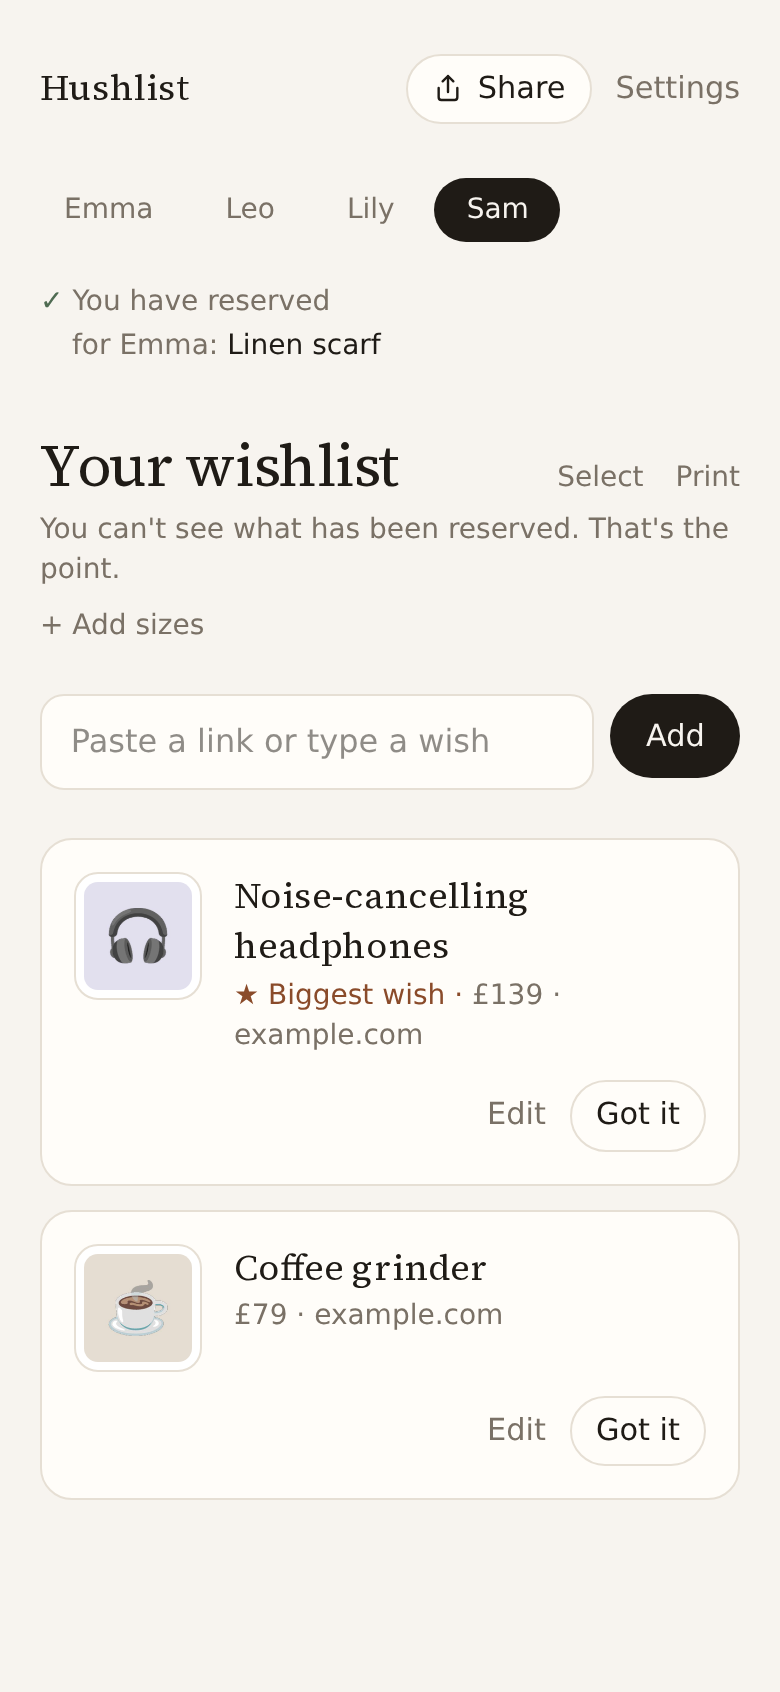 Hushlist
Share
Settings
Emma
Leo
Lily
Sam
✓ You have reserved
for Emma: Linen scarf
Your wishlist
Select
Print
You can't see what has been reserved. That's the
point.
+ Add sizes
Paste a link or type a wish
Add
Noise-cancelling
headphones
★ Biggest wish · £139 ·
example.com
Edit
Got it
Coffee grinder
£79 · example.com
Edit
Got it